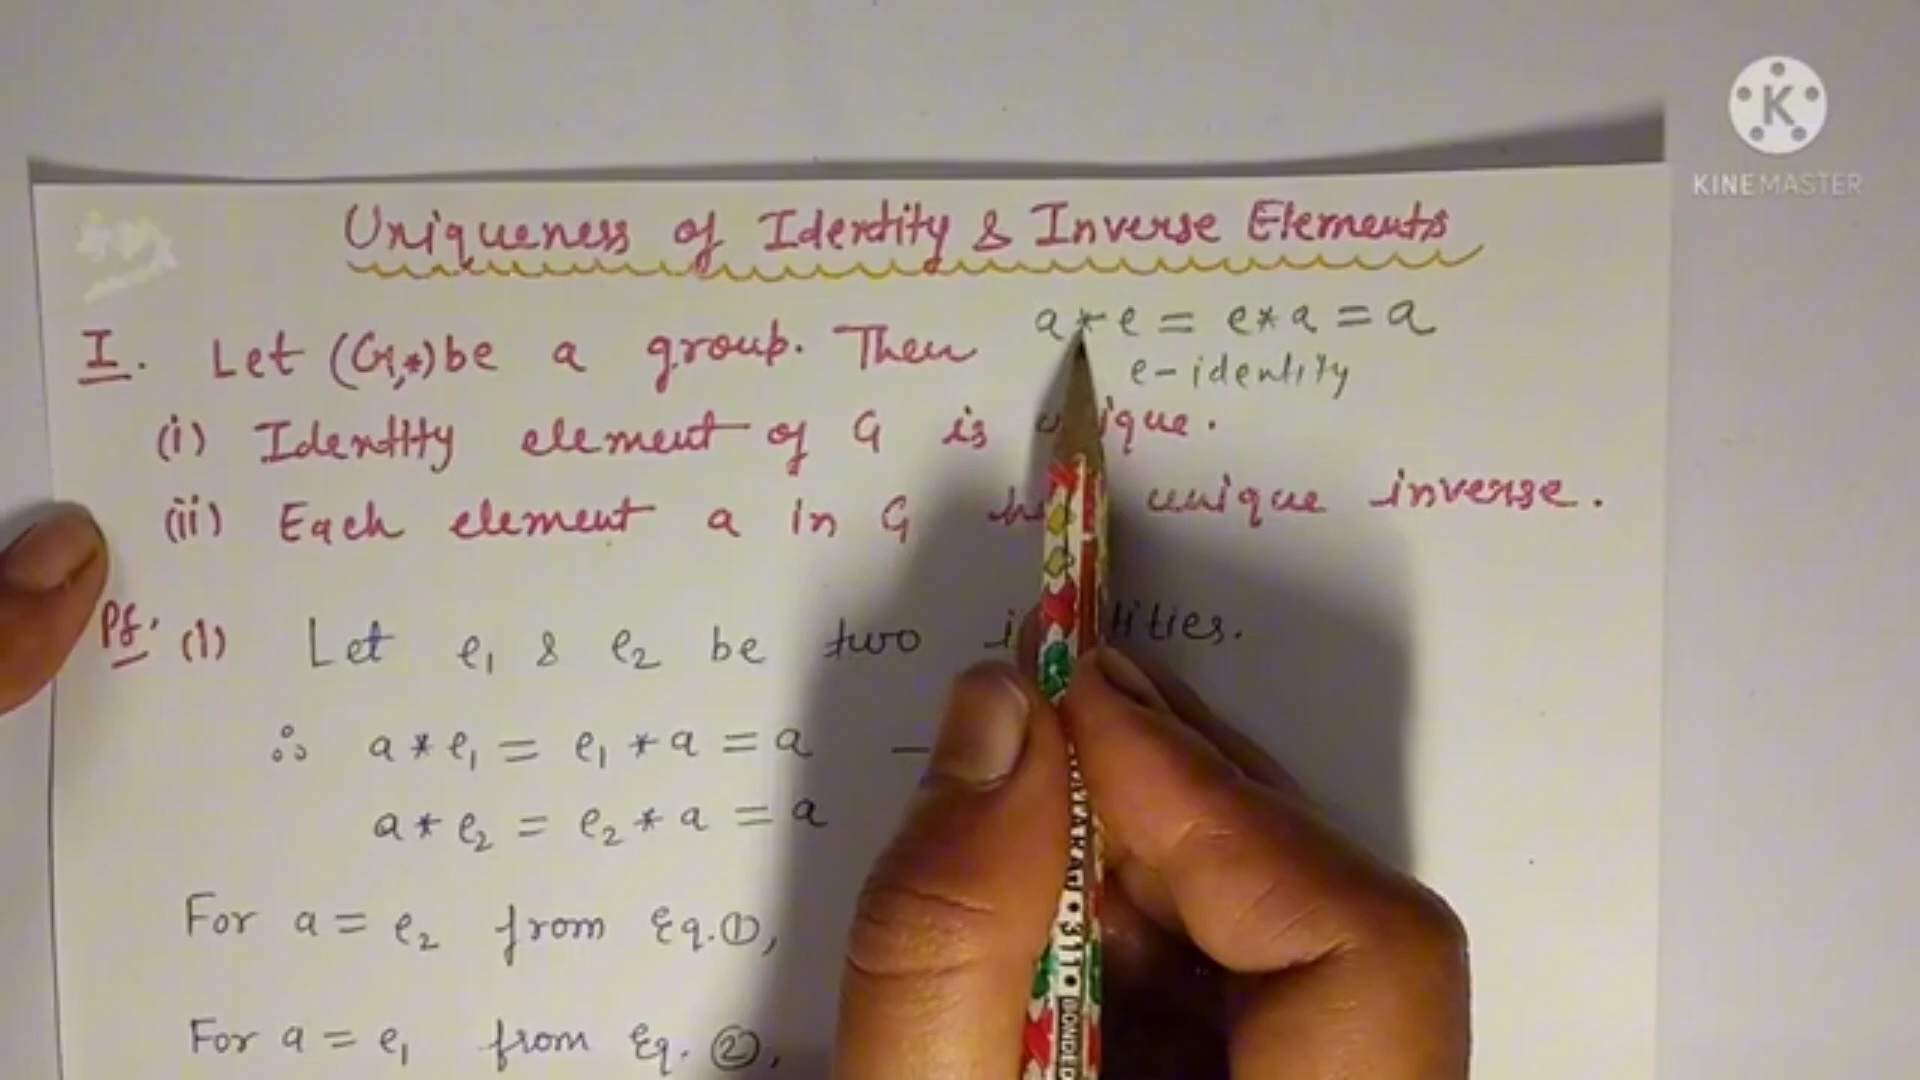 KINEMASTER
Uniqueness of Identity & Inverse Elements
a * e = e * a = a
I. Let (G,*) be a group. Then
e - identity
(i) Identity element of G is
(ii) Each element a in G unique inverse.
Pf. (i) Let e₁ & e₂ be two
∴ a * e₁ = e₁ * a = a —
a * e₂ = e₂ * a = a
For a = e₂ from Eq. ①,
For a = e₁ from Eq. ②,
311 BONDED